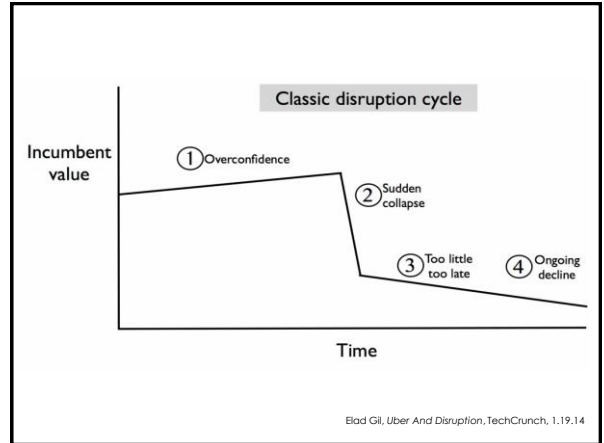 Classic disruption cycle
Incumbent
value
1 Overconfidence
2 Sudden
collapse
3 Too little
too late
4 Ongoing
decline
Time
Elad Gil, Uber And Disruption, TechCrunch, 1.19.14